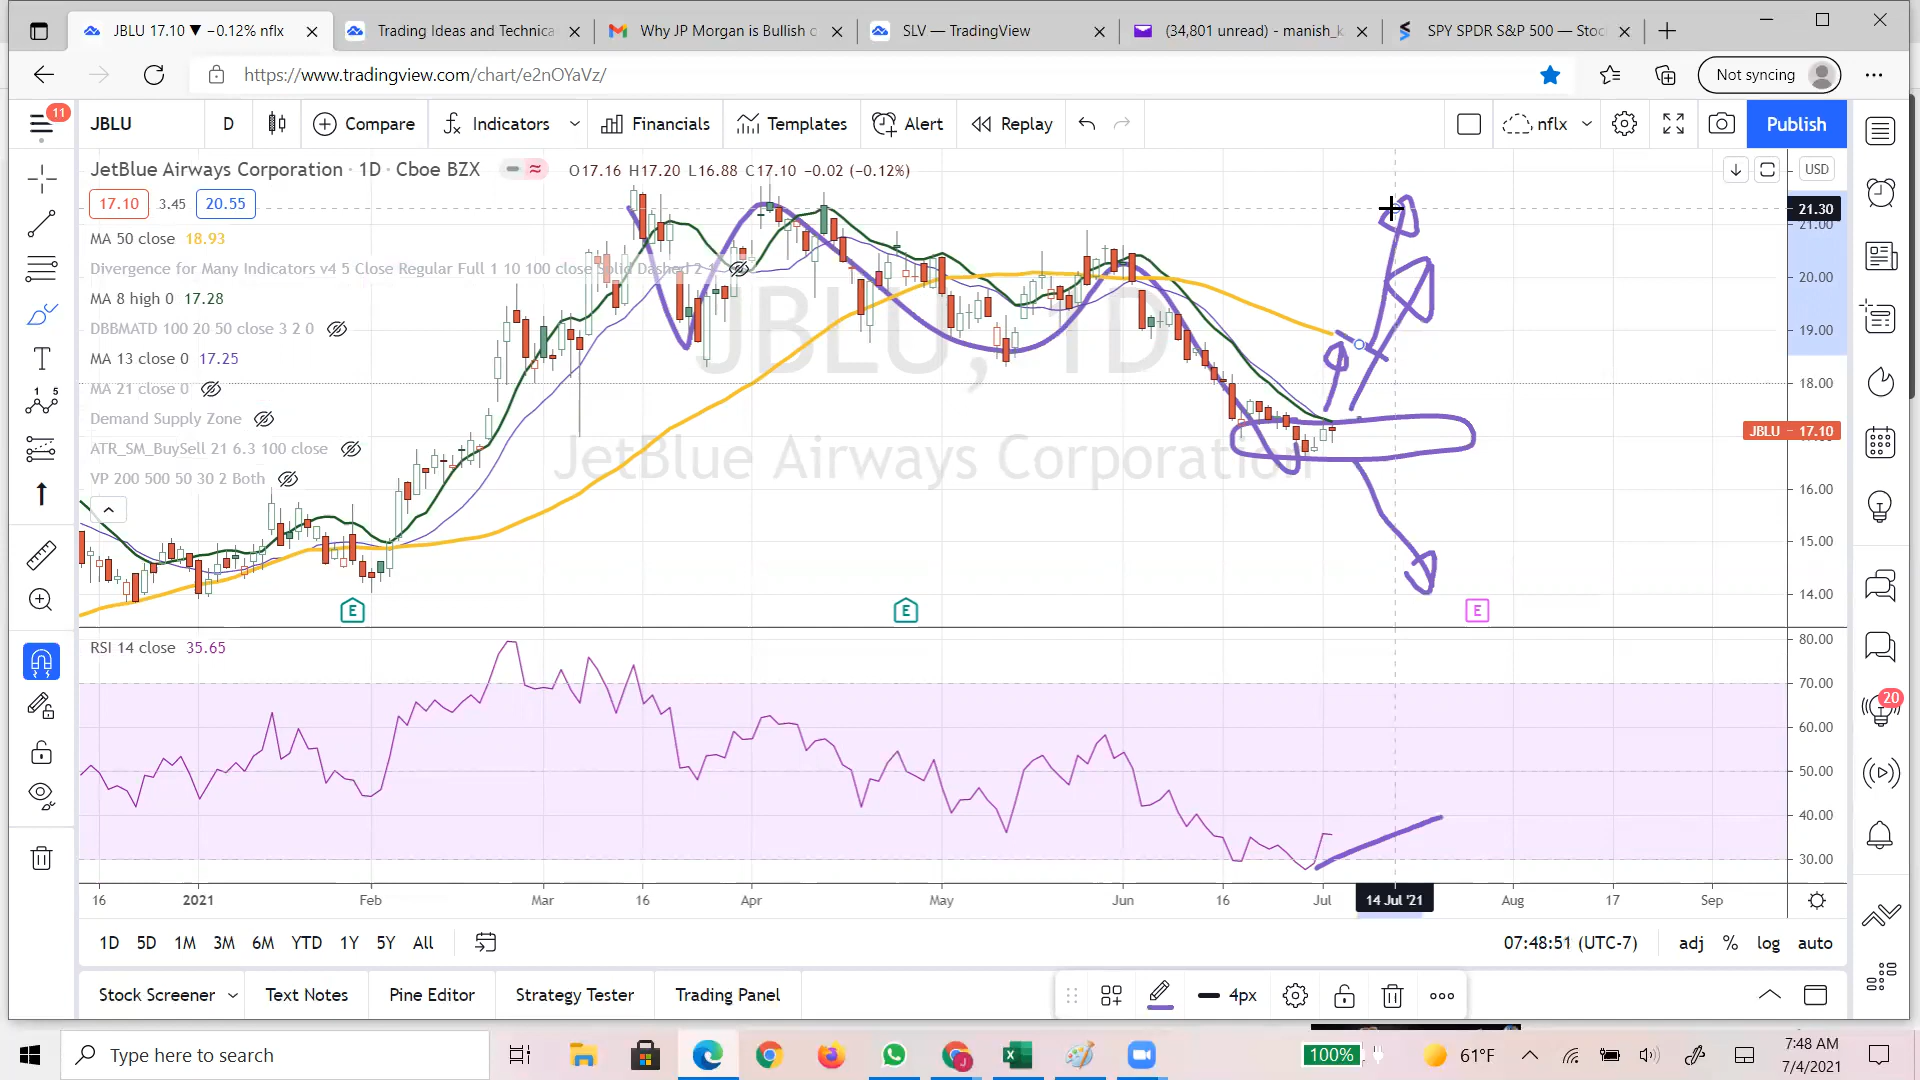 JBLU 17.10 ▼ −0.12% nflx
Trading Ideas and Technica
Why JP Morgan is Bullish o
SLV — TradingView
(34,801 unread) - manish_k
SPY SPDR S&P 500 — Stoc
https://www.tradingview.com/chart/e2nOYaVz/
Not syncing
11
JBLU
D
Compare
Indicators
Financials
Templates
Alert
Replay
nflx
Publish
JetBlue Airways Corporation · 1D · Cboe BZX
O17.16 H17.20 L16.88 C17.10 −0.02 (−0.12%)
USD
17.10 3.45 20.55
21.30
21.00
MA 50 close 18.93
Divergence for Many Indicators v4 5 Close Regular Full 1 10 100 close Solid Dashed 2 1
20.00
MA 8 high 0 17.28
DBBMATD 100 20 50 close 3 2 0
19.00
JBLU, 1D
MA 13 close 0 17.25
MA 21 close 0
18.00
Demand Supply Zone
JBLU 17.10
ATR_SM_BuySell 21 6.3 100 close
JetBlue Airways Corporation
VP 200 500 50 30 2 Both
16.00
15.00
14.00
E
E
E
RSI 14 close 35.65
80.00
70.00
60.00
50.00
40.00
30.00
20
16
2021
Feb
Mar
16
Apr
May
Jun
16
Jul
14 Jul '21
Aug
17
Sep
1D 5D 1M 3M 6M YTD 1Y 5Y All
07:48:51 (UTC-7)
adj % log auto
Stock Screener
Text Notes
Pine Editor
Strategy Tester
Trading Panel
4px
Type here to search
100%
61°F
7:48 AM
7/4/2021